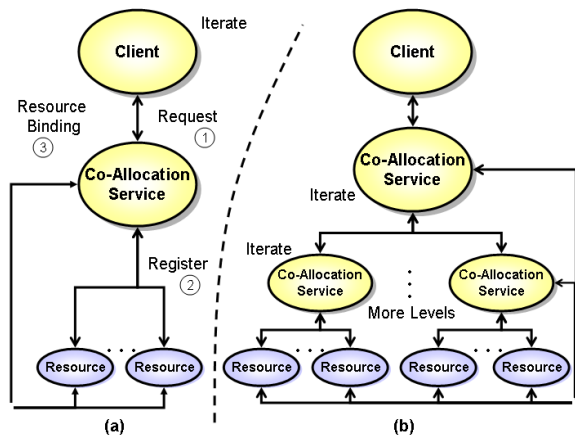 Iterate
Client
Resource
Binding
3
Request
1
Co-Allocation
Service
Register
2
. . .
Resource
Resource
(a)
Client
Co-Allocation
Service
Iterate
Iterate
Co-Allocation
Service
Co-Allocation
Service
More Levels
. . .
. . .
Resource
Resource
Resource
Resource
(b)